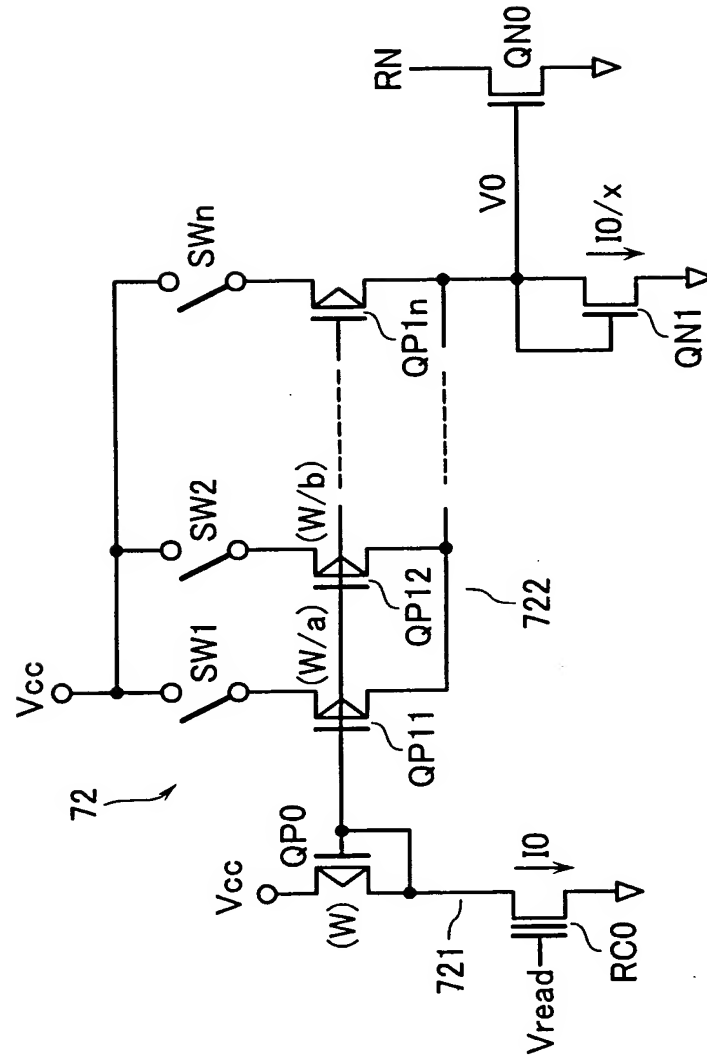 72
Vcc
SW1
SW2
SWn
Vcc
QP0
(W)
(W/a)
(W/b)
QP11
QP12
QP1n
721
722
I0
Vread
RC0
V0
RN
QN0
I0/x
QN1